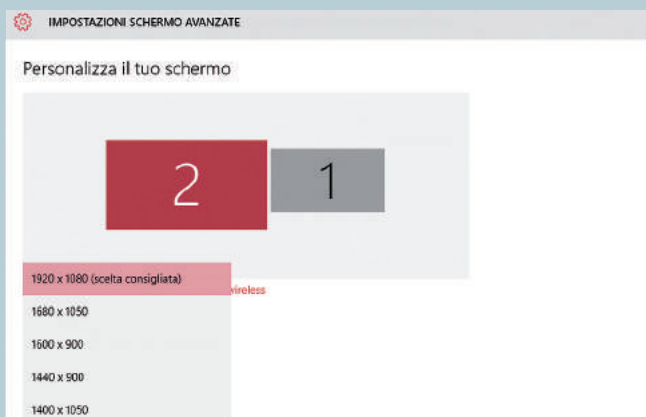 IMPOSTAZIONI SCHERMO AVANZATE
Personalizza il tuo schermo
2
1
1920 x 1080 (scelta consigliata)
wireless
1680 x 1050
1600 x 900
1440 x 900
1400 x 1050